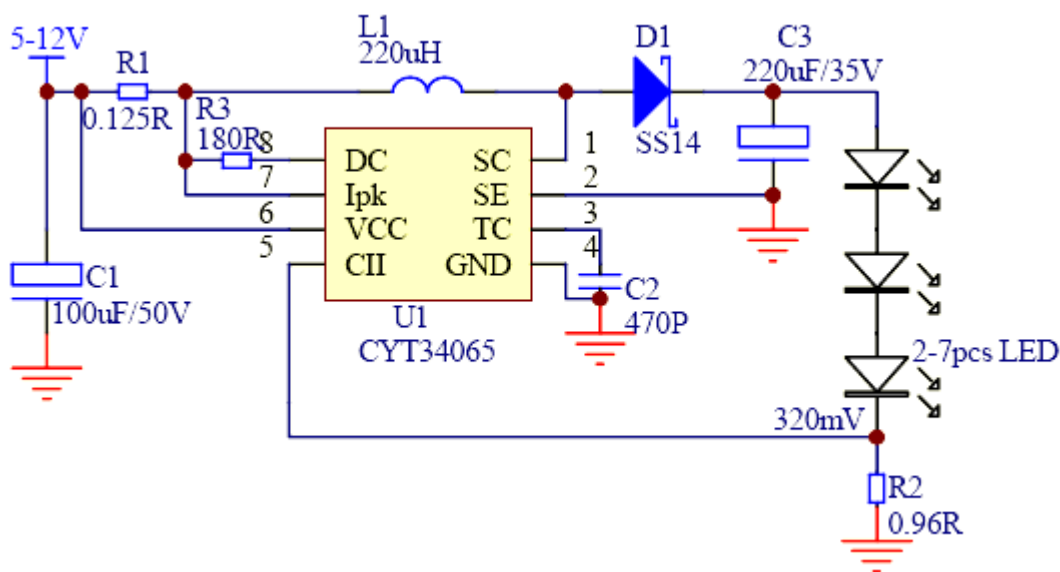 5-12V
R1
0.125R
L1
220uH
D1
SS14
C3
220uF/35V
R3
180R
8
7
6
5
DC
Ipk
VCC
CII
SC
SE
TC
GND
1
2
3
4
C1
100uF/50V
U1
CYT34065
C2
470P
2-7pcs LED
320mV
R2
0.96R